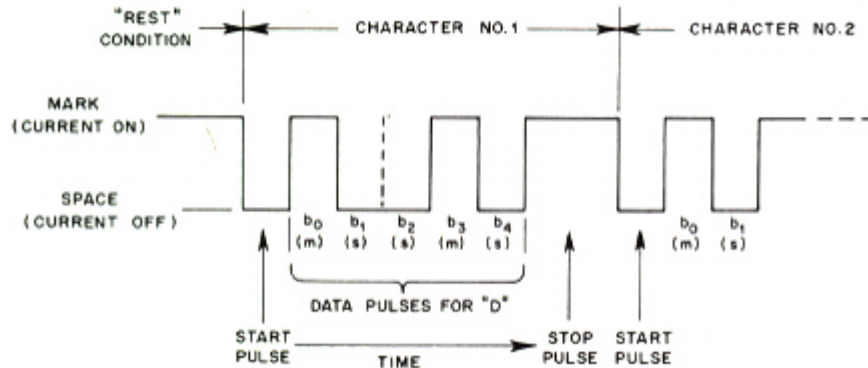 "REST"
CONDITION
CHARACTER NO. 1
CHARACTER NO. 2
MARK
(CURRENT ON)
SPACE
(CURRENT OFF)
b0 b1 b2 b3 b4 b0 b1
(m) (s) (s) (m) (s) (m) (s)
DATA PULSES FOR "D"
START
PULSE
TIME
STOP
PULSE
START
PULSE